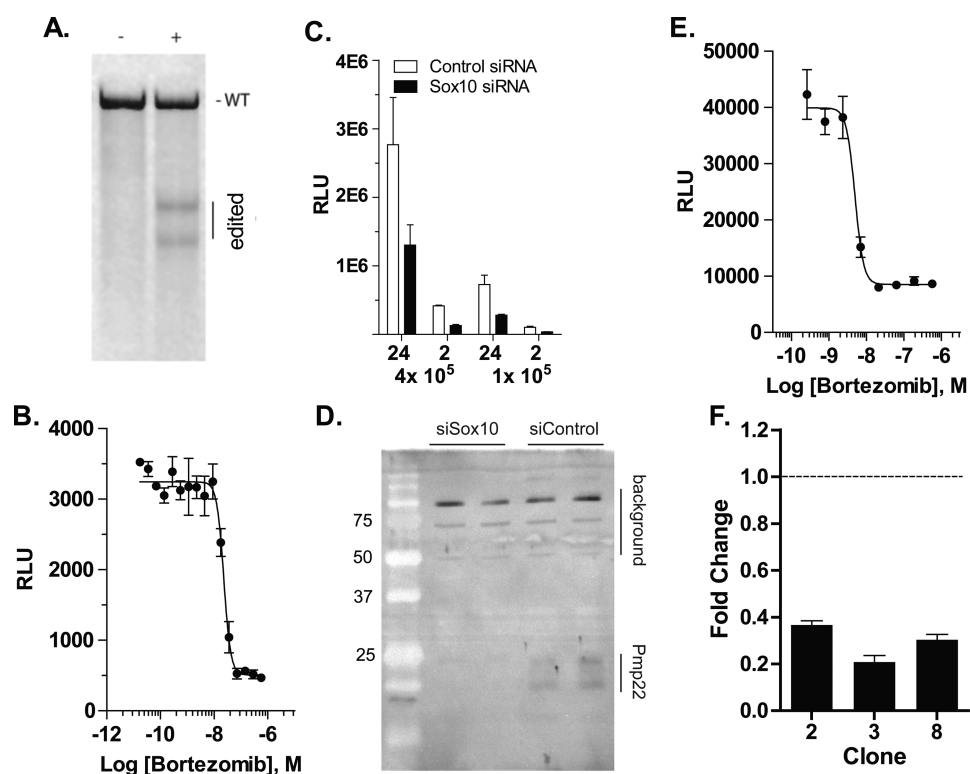 A.
- +
- WT
edited
B.
4000
3000
2000
1000
0
RLU
-12 -10 -8 -6
Log [Bortezomib], M
C.
Control siRNA
Sox10 siRNA
4E6
3E6
2E6
1E6
RLU
24 2 24 2
4x 10⁵ 1x 10⁵
D.
siSox10 siControl
75
50
37
25
background
Pmp22
E.
50000
40000
30000
20000
10000
0
RLU
-10 -9 -8 -7 -6
Log [Bortezomib], M
F.
1.2
1.0
0.8
0.6
0.4
0.2
0.0
Fold Change
2 3 8
Clone